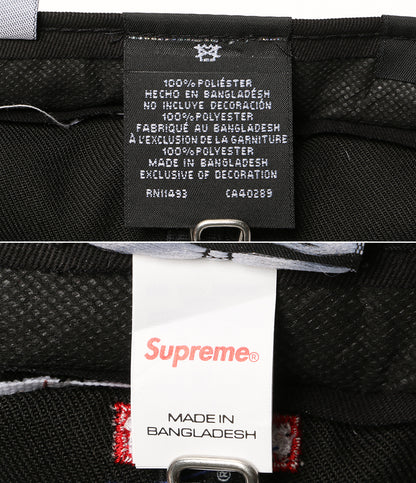 100% POLIÉSTER
HECHO EN BANGLADÉSH
NO INCLUYE DECORACIÓN
100% POLYESTER
FABRIQUÉ AU BANGLADESH
À L'EXCLUSION DE LA GARNITURE
100% POLYESTER
MADE IN BANGLADESH
EXCLUSIVE OF DECORATION
RN11493 CA40289
Supreme®
MADE IN
BANGLADESH